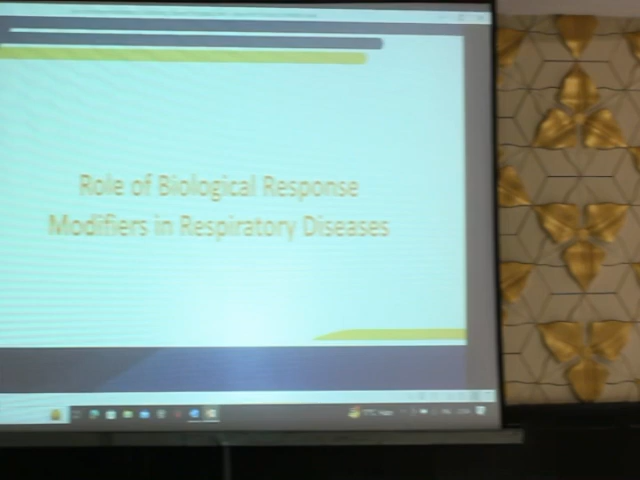 Role of Biological Response
Modifiers in Respiratory Diseases